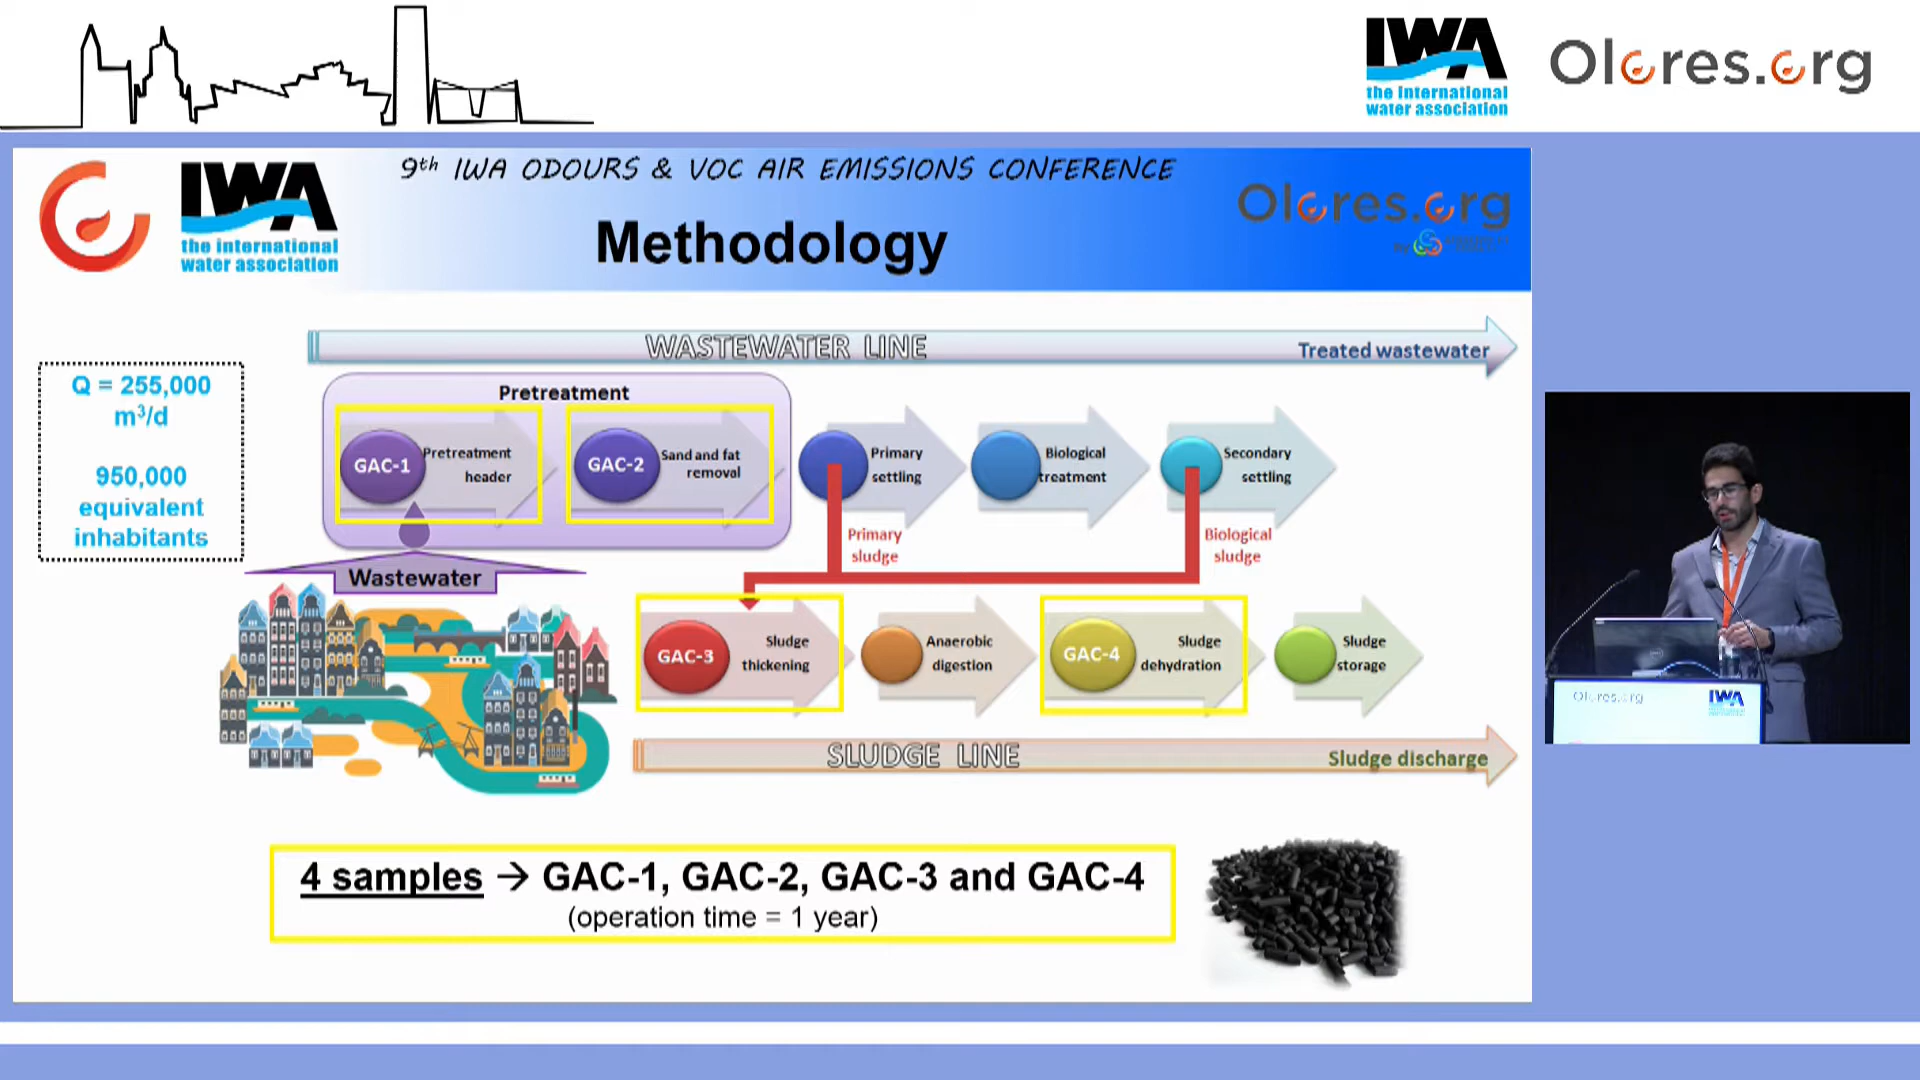 IWA
the international
water association
Olores.org
9th IWA ODOURS & VOC AIR EMISSIONS CONFERENCE
IWA
the international
water association
Methodology
Olores.org
WASTEWATER LINE
Treated wastewater
Q = 255,000
m³/d
950,000
equivalent
inhabitants
Pretreatment
GAC-1
Pretreatment
header
GAC-2
Sand and fat
removal
Primary
settling
Biological
treatment
Secondary
settling
Primary
sludge
Biological
sludge
Wastewater
GAC-3
Sludge
thickening
Anaerobic
digestion
GAC-4
Sludge
dehydration
Sludge
storage
SLUDGE LINE
Sludge discharge
4 samples → GAC-1, GAC-2, GAC-3 and GAC-4
(operation time = 1 year)
Olores.org
IWA